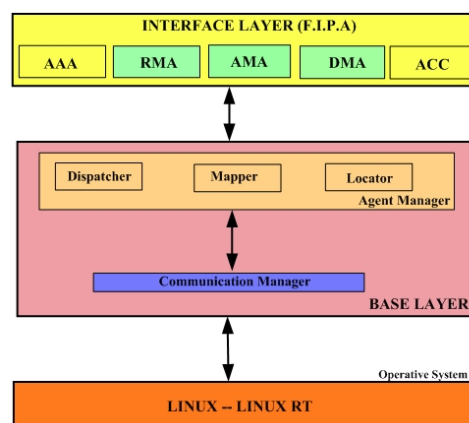 INTERFACE LAYER (F.I.P.A)
AAA RMA AMA DMA ACC
Dispatcher Mapper Locator
Agent Manager
Communication Manager
BASE LAYER
Operative System
LINUX -- LINUX RT